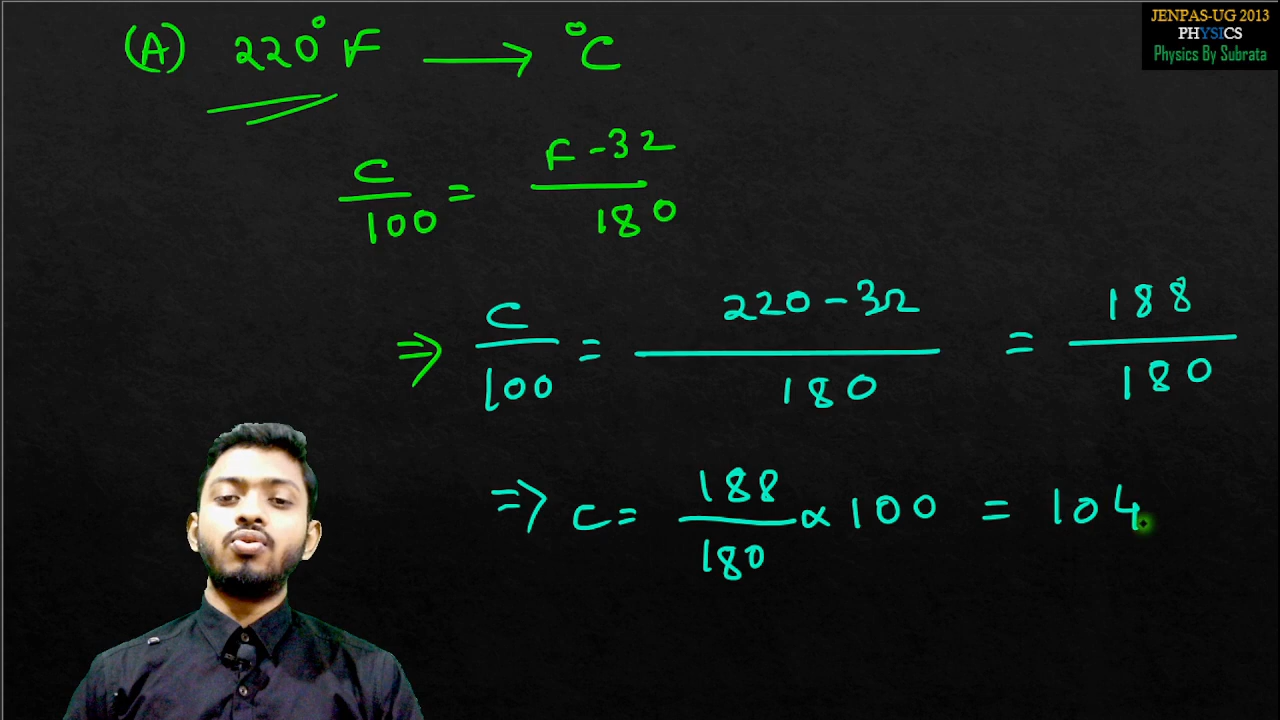 JENPAS-UG 2013
PHYSICS
Physics By Subrata
(A) 220° F ⟶ °C
C/100 = F-32/180
⇒ C/100 = 220-32/180 = 188/180
⇒ C = 188/180 × 100 = 104